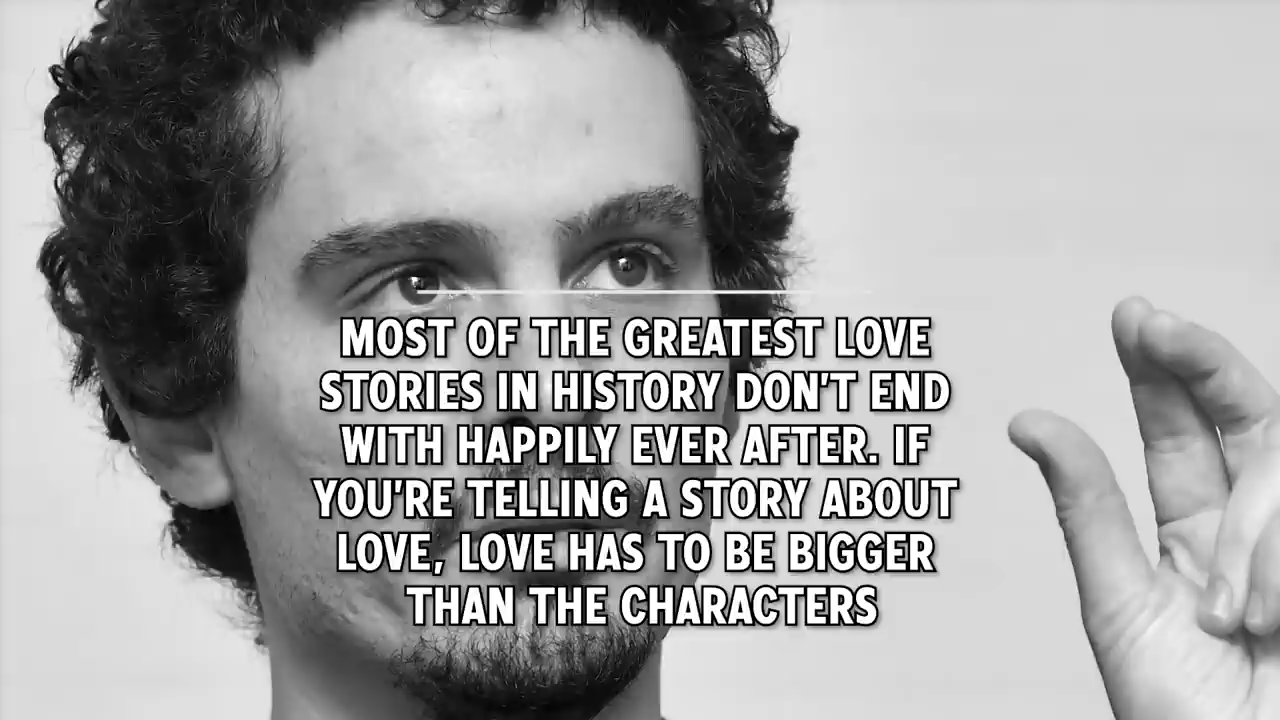 MOST OF THE GREATEST LOVE
STORIES IN HISTORY DON'T END
WITH HAPPILY EVER AFTER. IF
YOU'RE TELLING A STORY ABOUT
LOVE, LOVE HAS TO BE BIGGER
THAN THE CHARACTERS